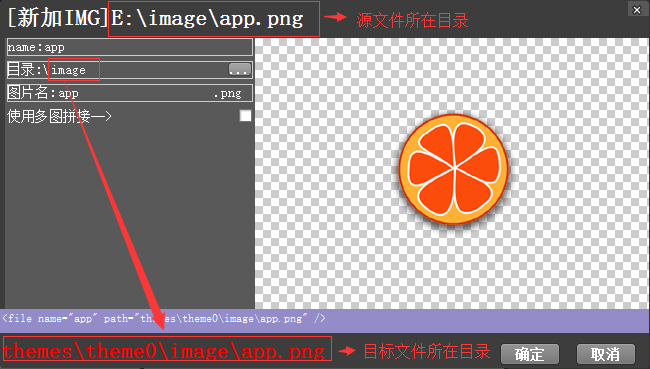 [新加IMG]E:\image\app.png
源文件所在目录
name:app
目录:\image
...
图片名:app .png
使用多图拼接—>
<file name="app" path="themes\theme0\image\app.png" />
themes\theme0\image\app.png
目标文件所在目录
确定
取消